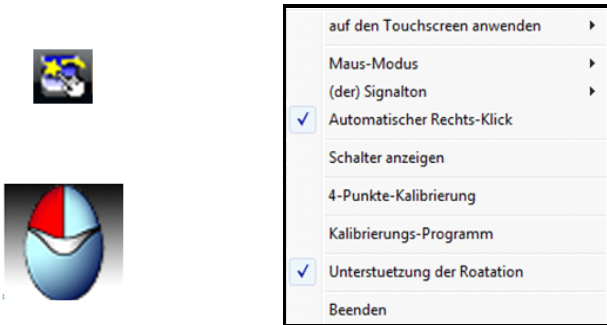 auf den Touchscreen anwenden
Maus-Modus
(der) Signalton
Automatischer Rechts-Klick
Schalter anzeigen
4-Punkte-Kalibrierung
Kalibrierungs-Programm
Unterstuetzung der Roatation
Beenden